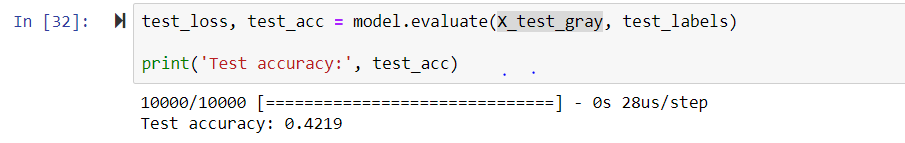 In [32]:
test_loss, test_acc = model.evaluate(X_test_gray, test_labels)
print('Test accuracy:', test_acc)
10000/10000 [==============================] - 0s 28us/step
Test accuracy: 0.4219